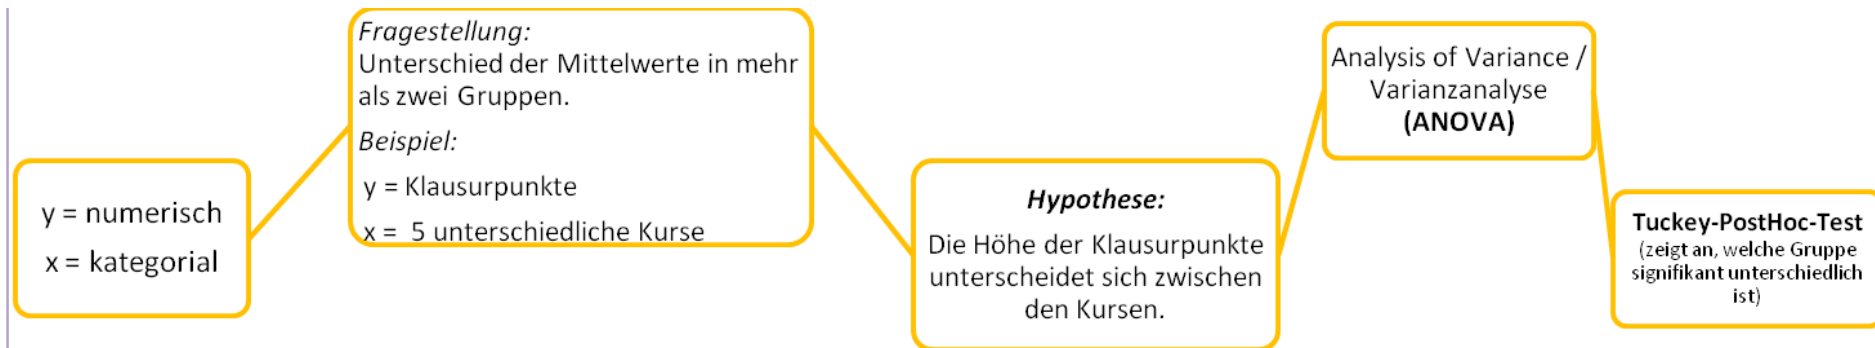 y = numerisch
x = kategorial
Fragestellung:
Unterschied der Mittelwerte in mehr
als zwei Gruppen.
Beispiel:
y = Klausurpunkte
x = 5 unterschiedliche Kurse
Hypothese:
Die Höhe der Klausurpunkte
unterscheidet sich zwischen
den Kursen.
Analysis of Variance /
Varianzanalyse
(ANOVA)
Tuckey-PostHoc-Test
(zeigt an, welche Gruppe
signifikant unterschiedlich
ist)